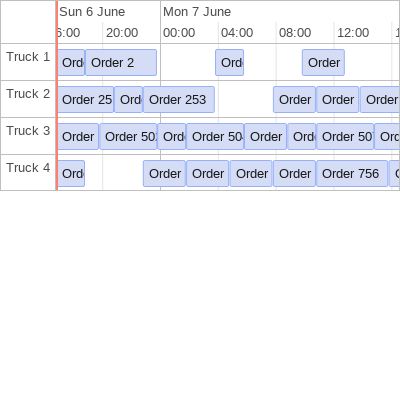 Sun 6 June Mon 7 June
6:00 20:00 00:00 04:00 08:00 12:00 1
Truck 1 Ord Order 2 Ord Order
Truck 2 Order 25 Ord Order 253 Order Order Order
Truck 3 Order Order 50 Ord Order 50 Order Ord Order 50 Ord
Truck 4 Ord Order Order Order Order Order 756